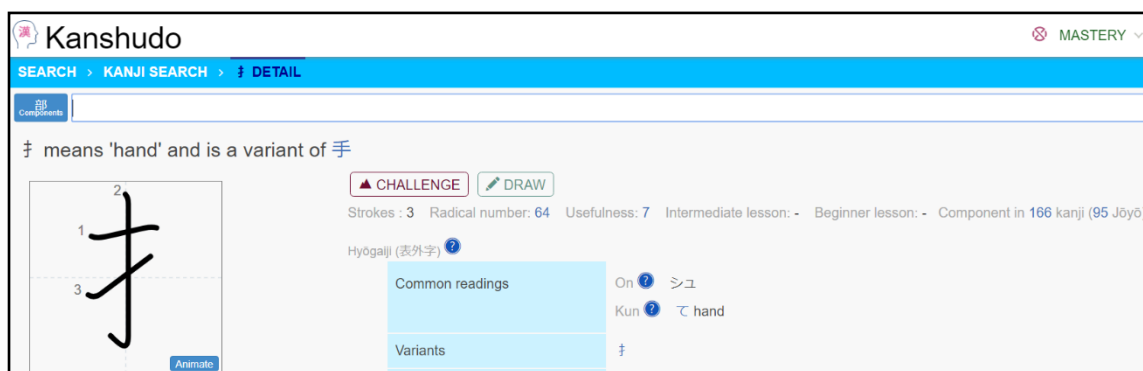 漢 Kanshudo
MASTERY
SEARCH > KANJI SEARCH > 扌 DETAIL
部
Components
扌 means 'hand' and is a variant of 手
CHALLENGE DRAW
Strokes : 3 Radical number: 64 Usefulness: 7 Intermediate lesson: - Beginner lesson: - Component in 166 kanji (95 Jōyō
Hyōgaiji (表外字) ?
1
2
3
Animate
Common readings On ? シュ
Kun ? て hand
Variants 扌